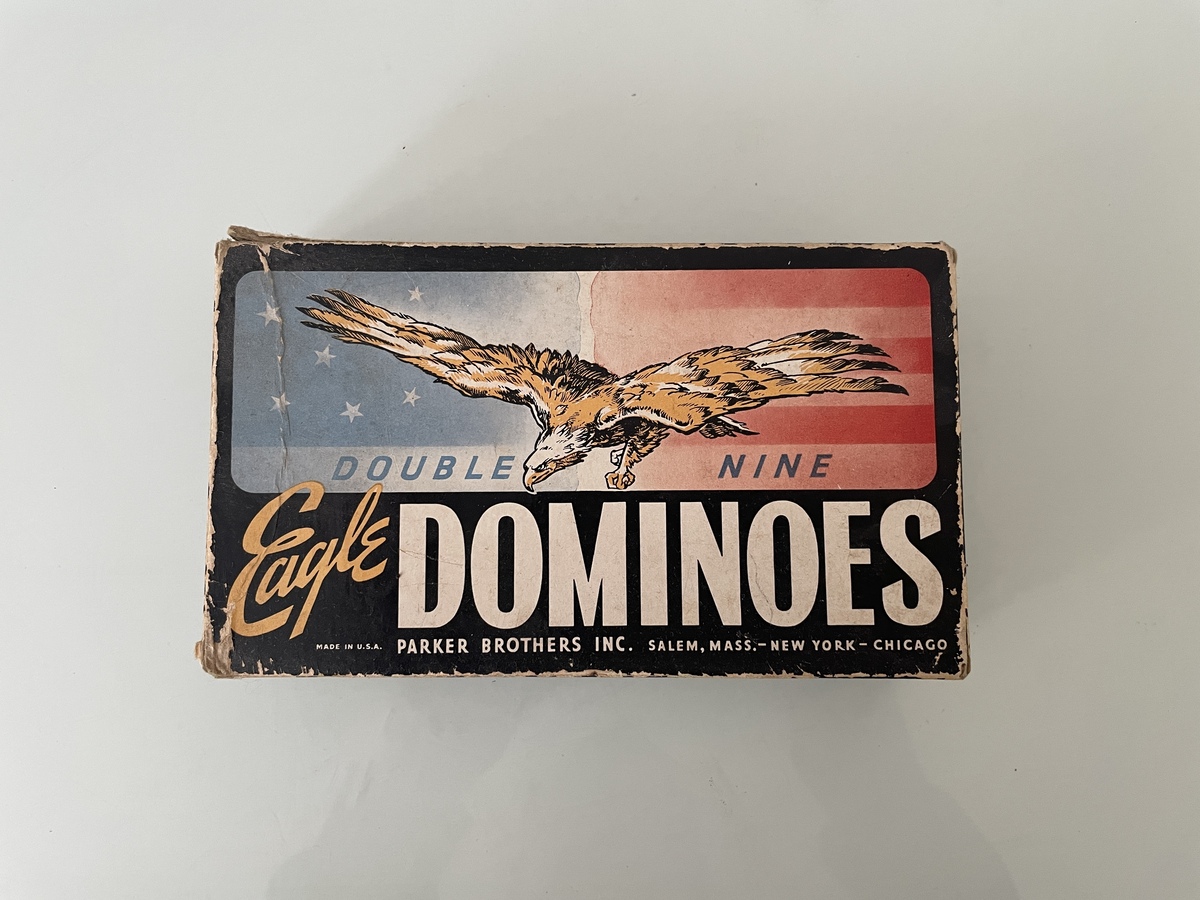 DOUBLE NINE
Eagle DOMINOES
MADE IN U.S.A. PARKER BROTHERS INC. SALEM, MASS.–NEW YORK–CHICAGO